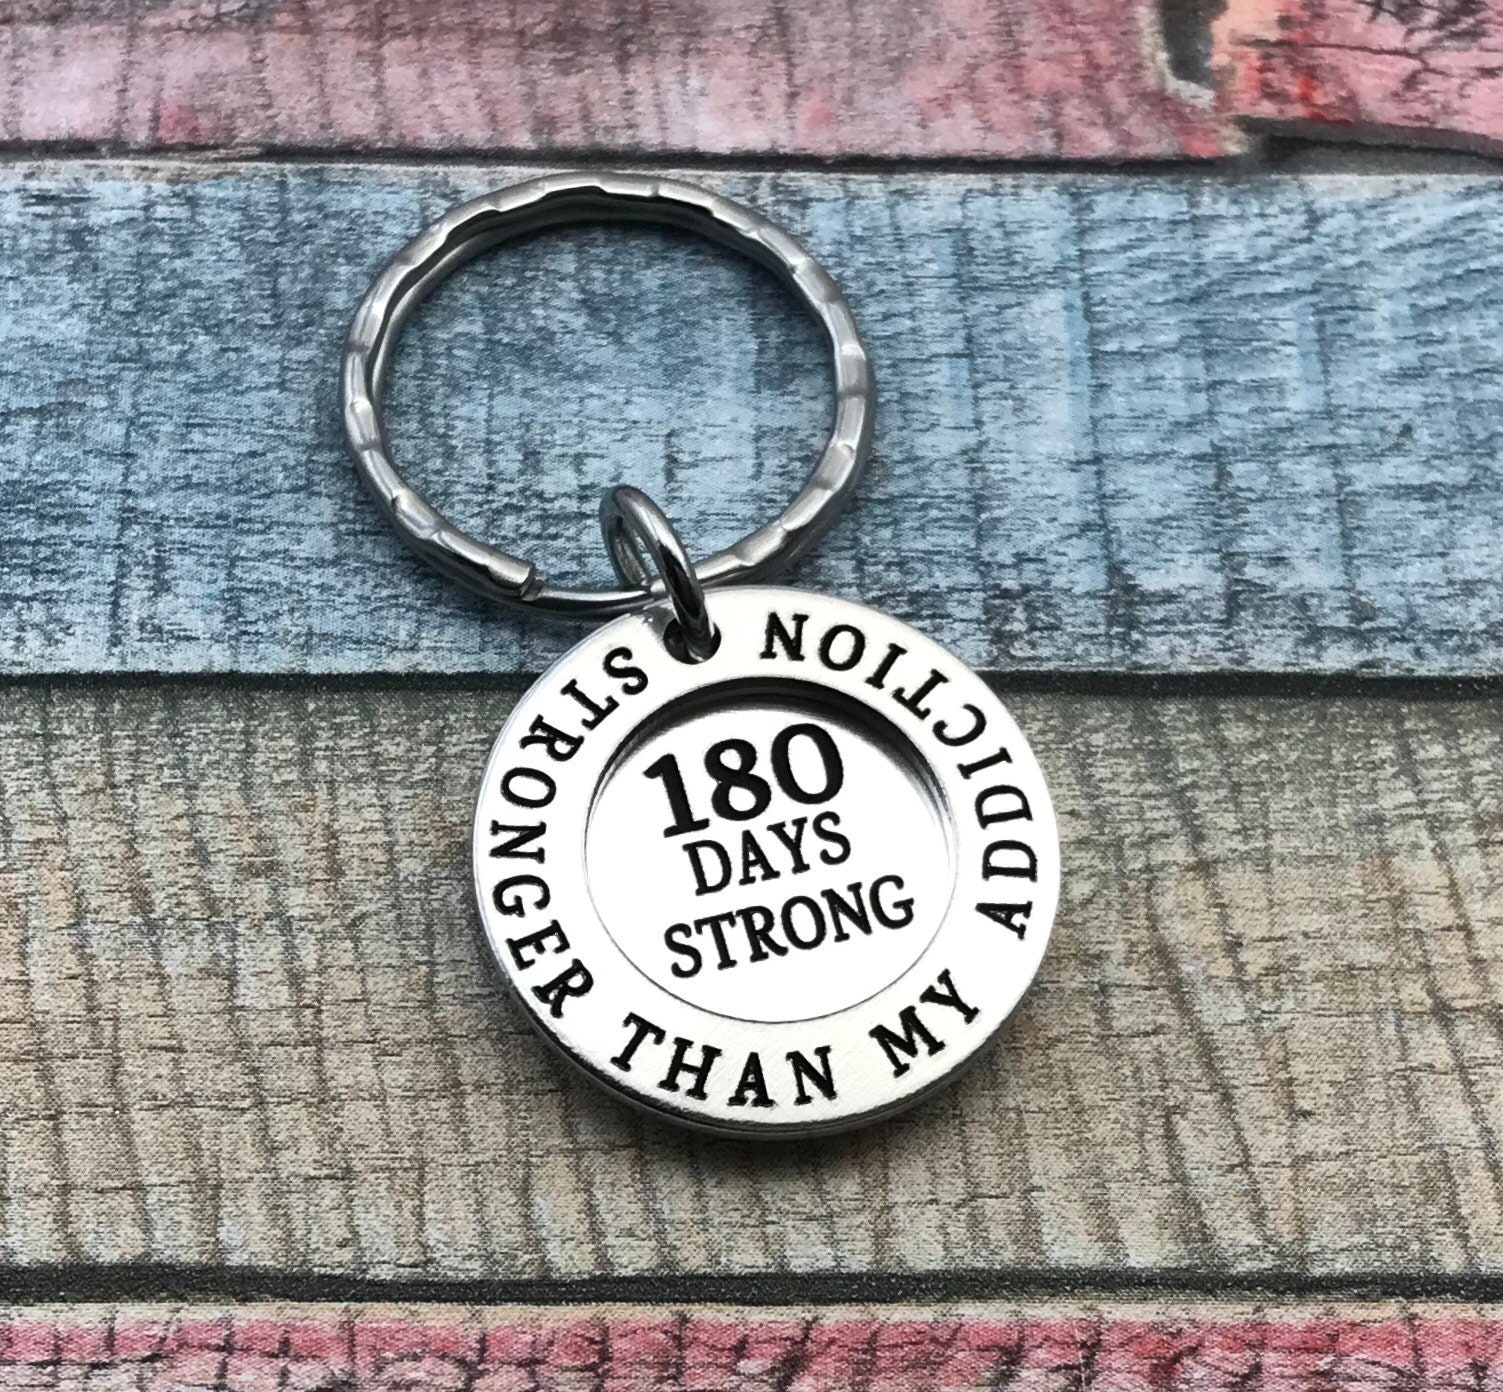 STRONGER THAN MY ADDICTION
180
DAYS
STRONG